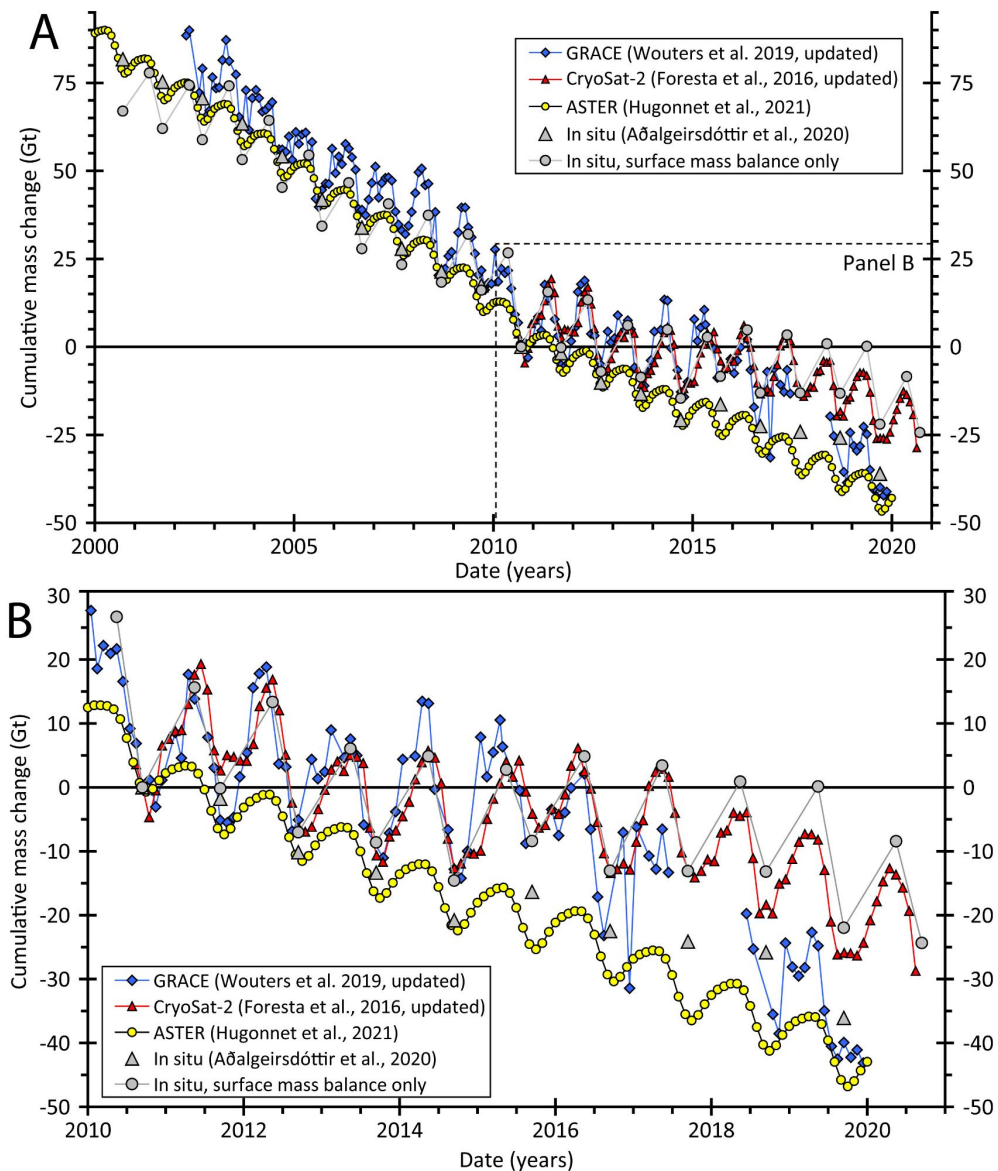 A
GRACE (Wouters et al. 2019, updated)
CryoSat-2 (Foresta et al., 2016, updated)
ASTER (Hugonnet et al., 2021)
In situ (Aðalgeirsdóttir et al., 2020)
In situ, surface mass balance only
Cumulative mass change (Gt)
75 75
50 50
25 25
Panel B
0 0
-25 -25
-50 -50
2000 2005 2010 2015 2020
Date (years)
B
30 30
20 20
10 10
0 0
-10 -10
-20 -20
-30 -30
-40 -40
-50 -50
Cumulative mass change (Gt)
GRACE (Wouters et al. 2019, updated)
CryoSat-2 (Foresta et al., 2016, updated)
ASTER (Hugonnet et al., 2021)
In situ (Aðalgeirsdóttir et al., 2020)
In situ, surface mass balance only
2010 2012 2014 2016 2018 2020
Date (years)